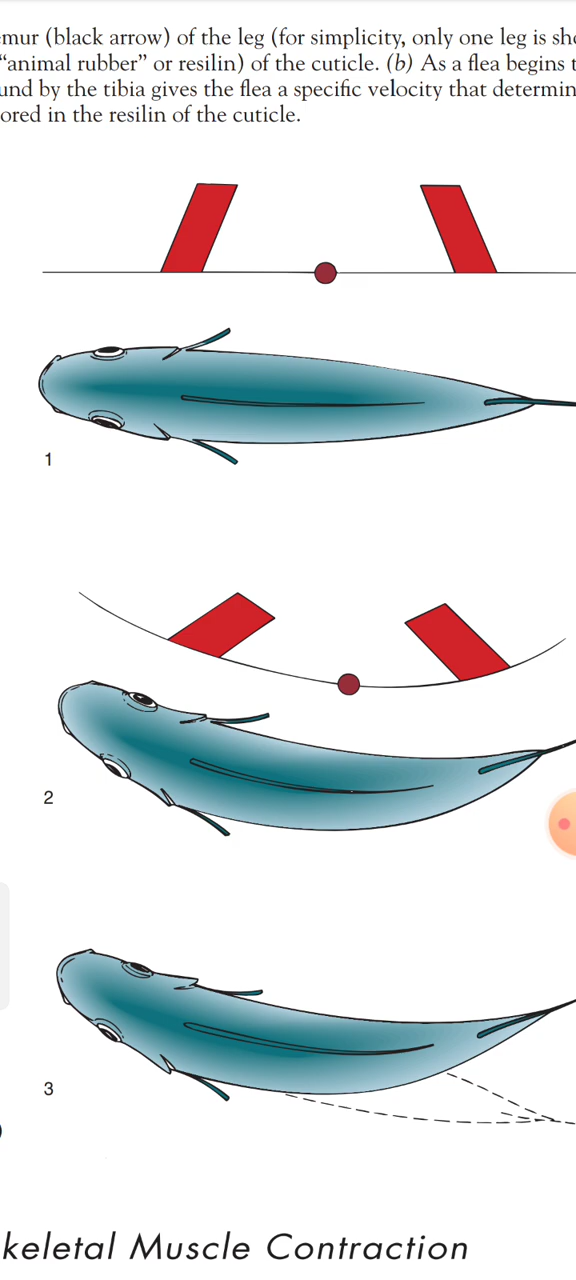 mur (black arrow) of the leg (for simplicity, only one leg is sh
“animal rubber” or resilin) of the cuticle. (b) As a flea begins t
und by the tibia gives the flea a specific velocity that determin
ored in the resilin of the cuticle.
1
2
3
keletal Muscle Contraction